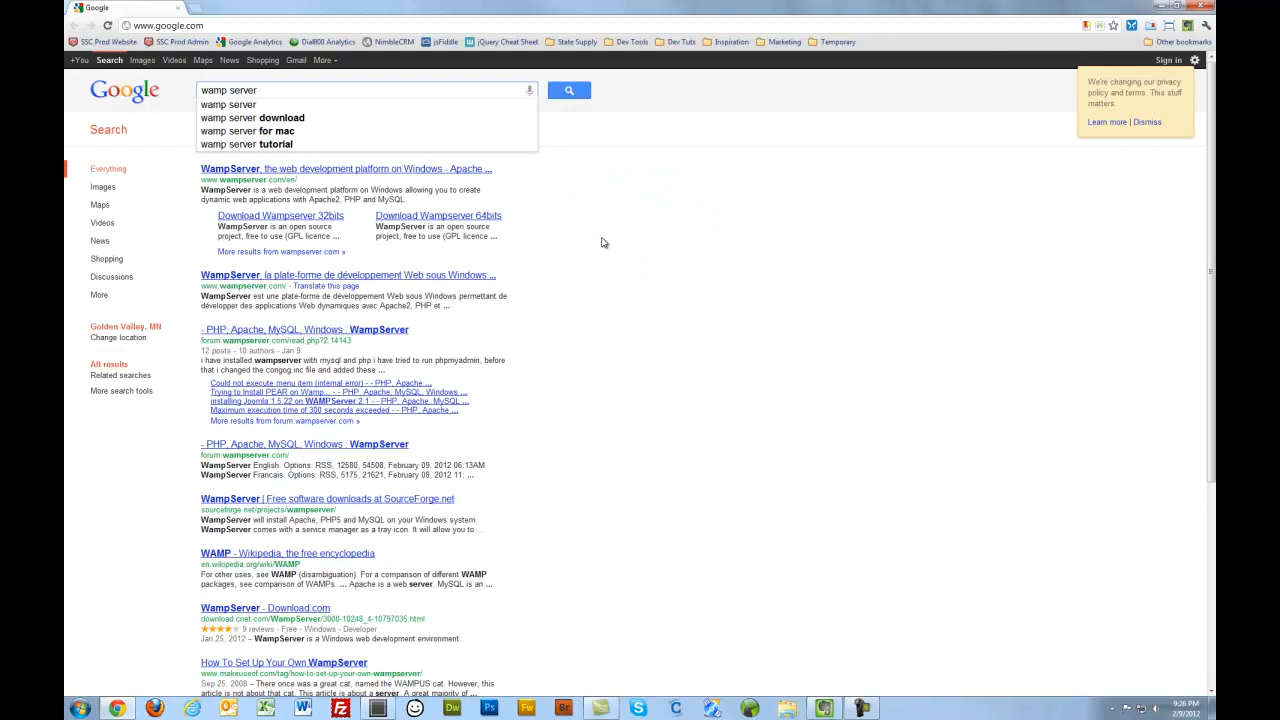 Google
www.google.com
SSC Prod Website SSC Prod Admin Google Analytics Dial800 Analytics NimbleCRM jsFiddle jQuery Cheat Sheet State Supply Dev Tools Dev Tuts Inspiration Marketing Temporary Other bookmarks
+You Search Images Videos Maps News Shopping Gmail More Sign in
Google
wamp server
We're changing our privacy
policy and terms. This stuff
matters.
Learn more | Dismiss
wamp server
wamp server download
wamp server for mac
wamp server tutorial
Search
Everything
Images
Maps
Videos
News
Shopping
Discussions
More
Golden Valley, MN
Change location
All results
Related searches
More search tools
WampServer, the web development platform on Windows - Apache ...
www.wampserver.com/en/
WampServer is a web development platform on Windows allowing you to create
dynamic web applications with Apache2, PHP and MySQL.
Download Wampserver 32bits Download Wampserver 64bits
WampServer is an open source WampServer is an open source
project, free to use (GPL licence ... project, free to use (GPL licence ...
More results from wampserver.com »
WampServer, la plate-forme de développement Web sous Windows ...
www.wampserver.com/ - Translate this page
WampServer est une plate-forme de développement Web sous Windows permettant de
développer des applications Web dynamiques avec Apache2, PHP et ...
- PHP, Apache, MySQL, Windows : WampServer
forum.wampserver.com/read.php?2,14143
12 posts - 10 authors - Jan 9
i have installed wampserver with mysql and php i have tried to run phpmyadmin, before
that i changed the congog.inc file and added these ...
Could not execute menu item (internal error) - - PHP, Apache ...
Trying to Install PEAR on Wamp... - - PHP, Apache, MySQL, Windows ...
installing Joomla 1.5.22 on WAMPServer 2.1 - - PHP, Apache, MySQL ...
Maximum execution time of 300 seconds exceeded - - PHP, Apache ...
More results from forum.wampserver.com »
- PHP, Apache, MySQL, Windows : WampServer
forum.wampserver.com/
WampServer English. Options: RSS, 12580, 54508, February 09, 2012 06:13AM.
WampServer Francais. Options: RSS, 5175, 21621, February 08, 2012 11: ...
WampServer | Free software downloads at SourceForge.net
sourceforge.net/projects/wampserver/
WampServer will install Apache, PHP5 and MySQL on your Windows system.
WampServer comes with a service manager as a tray icon. It will allow you to ...
WAMP - Wikipedia, the free encyclopedia
en.wikipedia.org/wiki/WAMP
For other uses, see WAMP (disambiguation). For a comparison of different WAMP
packages, see comparison of WAMPs. ... Apache is a web server. MySQL is an ...
WampServer - Download.com
download.cnet.com/WampServer/3000-10248_4-10797035.html
9 reviews - Free - Windows - Developer
Jan 25, 2012 – WampServer is a Windows web development environment.
How To Set Up Your Own WampServer
www.makeuseof.com/tag/how-to-set-up-your-own-wampserver/
Sep 25, 2008 – There once was a great cat, named the WAMPUS cat. However, this
article is not about that cat. This article is about a server. A great majority of ...
Dw Ps Fw Br
9:26 PM
2/9/2012